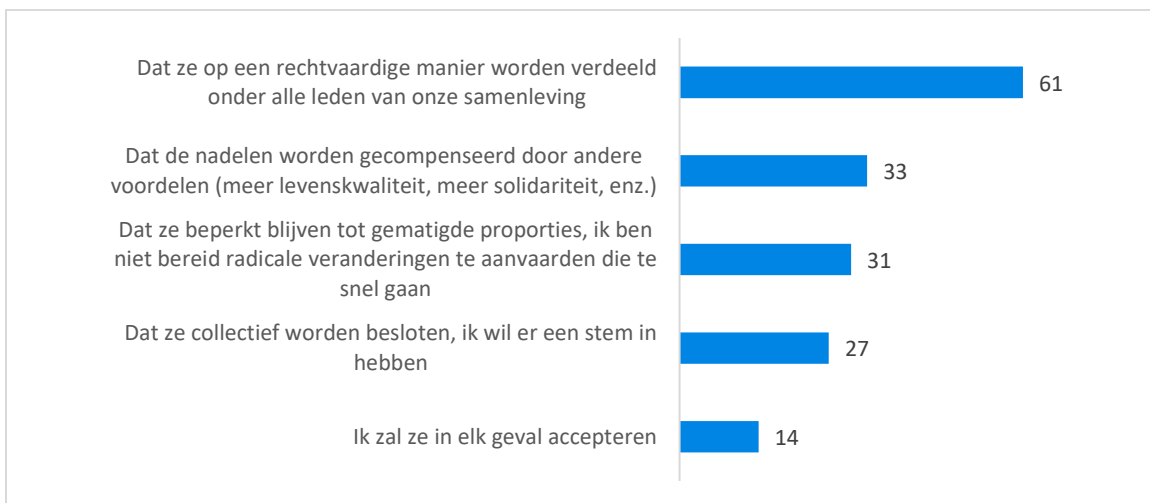 Dat ze op een rechtvaardige manier worden verdeeld
onder alle leden van onze samenleving
61
Dat de nadelen worden gecompenseerd door andere
voordelen (meer levenskwaliteit, meer solidariteit, enz.)
33
Dat ze beperkt blijven tot gematigde proporties, ik ben
niet bereid radicale veranderingen te aanvaarden die te
snel gaan
31
Dat ze collectief worden besloten, ik wil er een stem in
hebben
27
Ik zal ze in elk geval accepteren
14